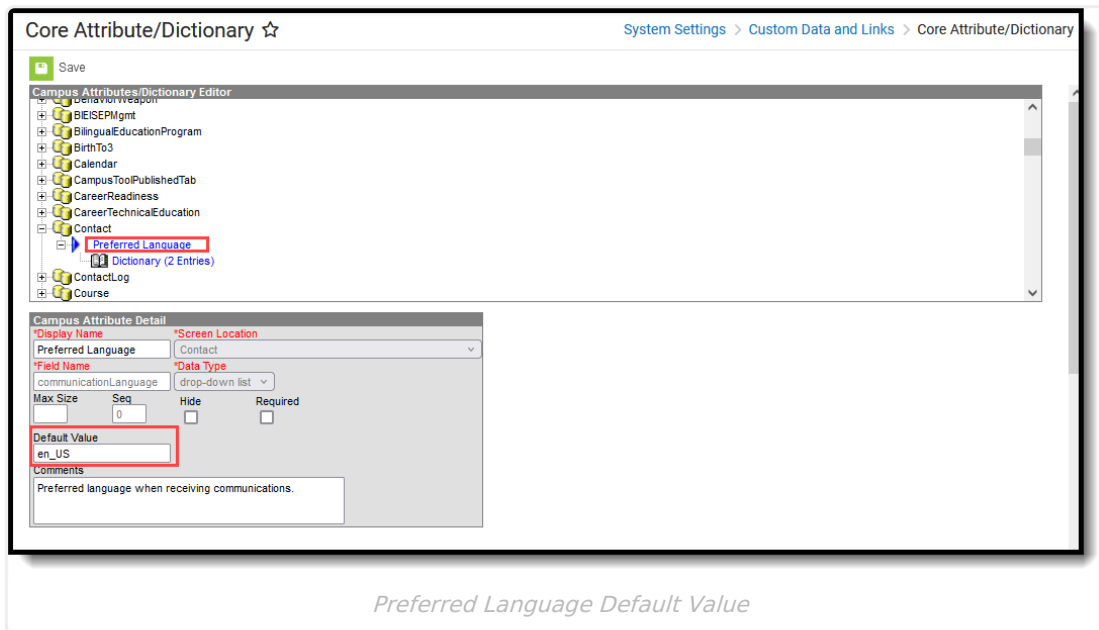 Core Attribute/Dictionary
System Settings > Custom Data and Links > Core Attribute/Dictionary
Save
Campus Attributes/Dictionary Editor
BehaviorWeapon
BIEISEPMgmt
BilingualEducationProgram
BirthTo3
Calendar
CampusToolPublishedTab
CareerReadiness
CareerTechnicalEducation
Contact
Preferred Language
Dictionary (2 Entries)
ContactLog
Course
Campus Attribute Detail
*Display Name *Screen Location
Preferred Language Contact
*Field Name *Data Type
communicationLanguage drop-down list
Max Size Seq Hide Required
0
Default Value
en_US
Comments
Preferred language when receiving communications.
Preferred Language Default Value